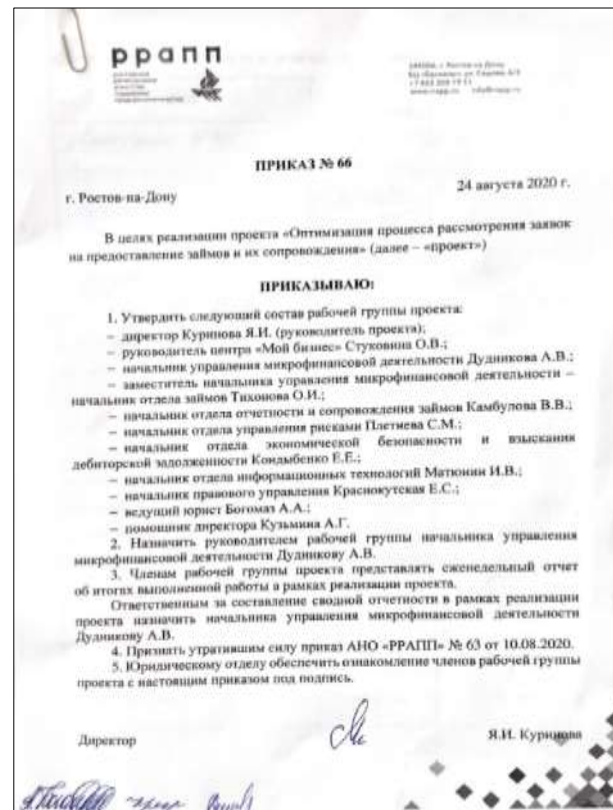 ррапп
ПРИКАЗ № 66
г. Ростов-на-Дону
24 августа 2020 г.
В целях реализации проекта «Оптимизация процесса рассмотрения заявок
на предоставление займов и их сопровождения» (далее – «проект»)
ПРИКАЗЫВАЮ:
1. Утвердить следующий состав рабочей группы проекта:
– директор Куринова Я.И. (руководитель проекта);
– руководитель центра «Мой бизнес» Стуковина О.В.;
– начальник управления микрофинансовой деятельности Дудникова А.В.;
– заместитель начальника управления микрофинансовой деятельности –
начальник отдела займов Тихонова О.И.;
– начальник отдела отчетности и сопровождения займов Камбулова В.В.;
– начальник отдела управления рисками Плетнева С.М.;
– начальник отдела экономической безопасности и взыскания
дебиторской задолженности Кондыбенко Е.Е.;
– начальник отдела информационных технологий Матюнин И.В.;
– начальник правового управления Краснокутская Е.С.;
– ведущий юрист Богомаз А.А.;
– помощник директора Кузьмина А.Г.
2. Назначить руководителем рабочей группы начальника управления
микрофинансовой деятельности Дудникову А.В.
3. Членам рабочей группы проекта представлять еженедельный отчет
об итогах выполненной работы в рамках реализации проекта.
Ответственным за составление сводной отчетности в рамках реализации
проекта назначить начальника управления микрофинансовой деятельности
Дудникову А.В.
4. Признать утратившим силу приказ АНО «РРАПП» № 63 от 10.08.2020.
5. Юридическому отделу обеспечить ознакомление членов рабочей группы
проекта с настоящим приказом под подпись.
Директор
Я.И. Куринова